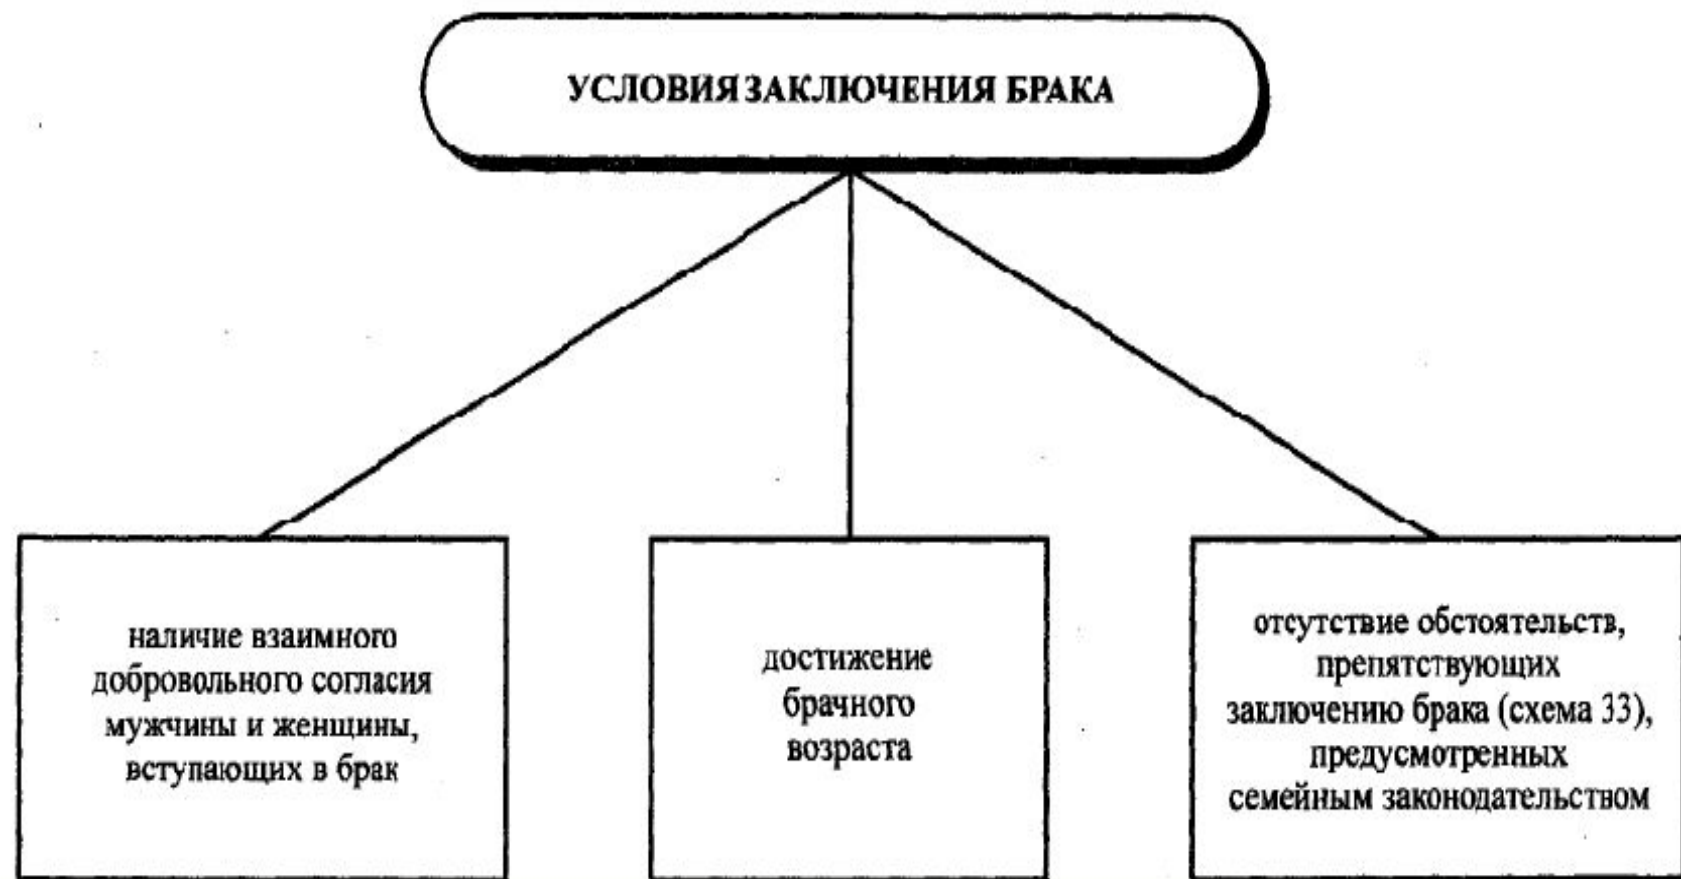 УСЛОВИЯ ЗАКЛЮЧЕНИЯ БРАКА
наличие взаимного
добровольного согласия
мужчины и женщины,
вступающих в брак
достижение
брачного
возраста
отсутствие обстоятельств,
препятствующих
заключению брака (схема 33),
предусмотренных
семейным законодательством